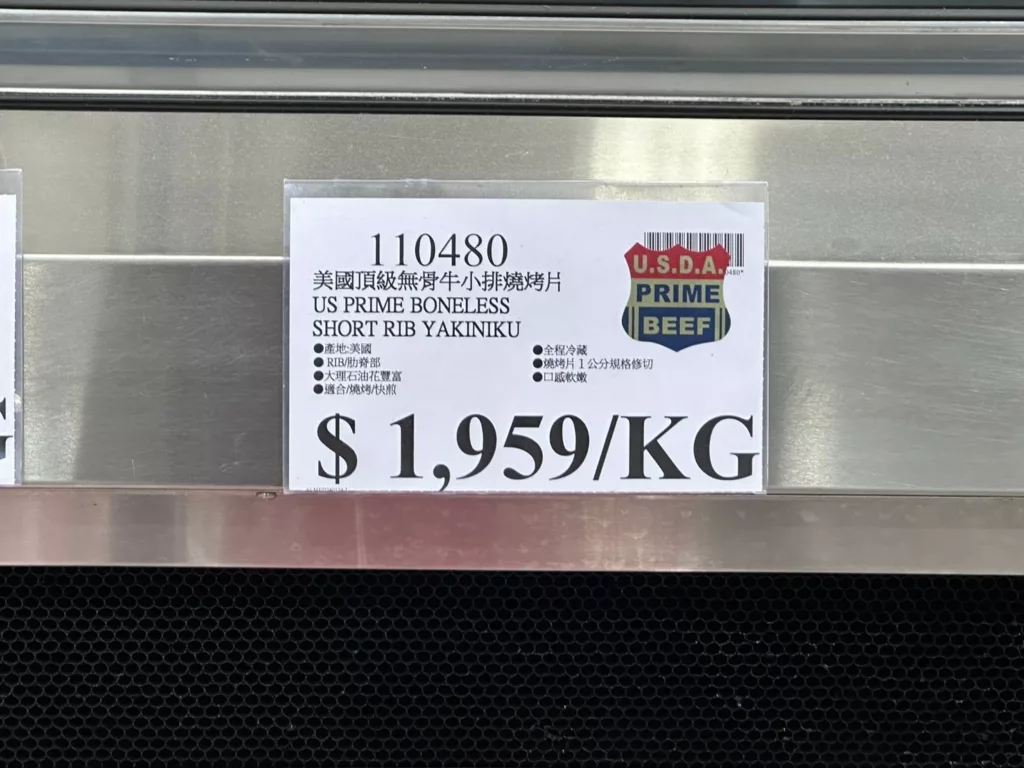 110480
美國頂級無骨牛小排燒烤片
US PRIME BONELESS
SHORT RIB YAKINIKU
●產地:美國
●RIB/肋脊部
●大理石油花豐富
●適合/燒烤/快煎
●全程冷藏
●燒烤片1公分規格修切
●口感軟嫩
U.S.D.A.
PRIME
BEEF
$ 1,959/KG
G